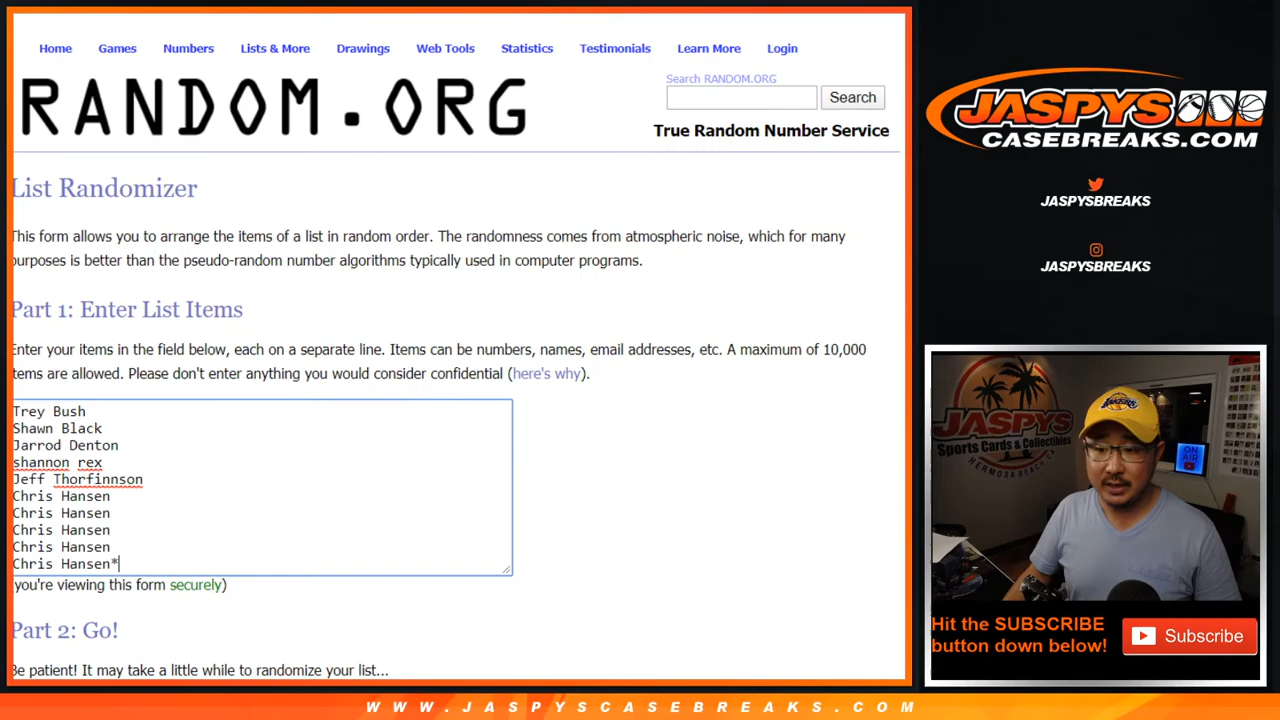 Home Games Numbers Lists & More Drawings Web Tools Statistics Testimonials Learn More Login
Search RANDOM.ORG
RANDOM.ORG
Search
True Random Number Service
List Randomizer
This form allows you to arrange the items of a list in random order. The randomness comes from atmospheric noise, which for many
purposes is better than the pseudo-random number algorithms typically used in computer programs.
Part 1: Enter List Items
Enter your items in the field below, each on a separate line. Items can be numbers, names, email addresses, etc. A maximum of 10,000
items are allowed. Please don't enter anything you would consider confidential (here's why).
Trey Bush
Shawn Black
Jarrod Denton
shannon rex
Jeff Thorfinnson
Chris Hansen
Chris Hansen
Chris Hansen
Chris Hansen
Chris Hansen*
you're viewing this form securely)
Part 2: Go!
Be patient! It may take a little while to randomize your list...
JASPYS
CASEBREAKS.COM
JASPYSBREAKS
JASPYSBREAKS
JASPYS
Sports Cards & Collectibles
HERMOSA BEACH, CA
LAKERS
ON AIR
Hit the SUBSCRIBE
button down below!
Subscribe
WWW.JASPYSCASEBREAKS.COM